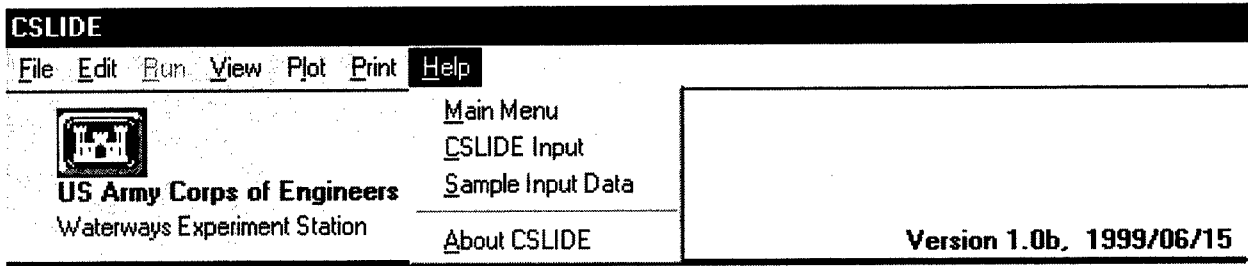 CSLIDE
File Edit Run View Plot Print Help
Main Menu
CSLIDE Input
Sample Input Data
About CSLIDE
US Army Corps of Engineers
Waterways Experiment Station
Version 1.0b, 1999/06/15